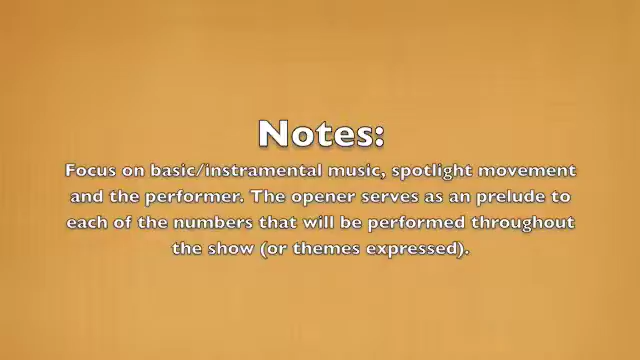 Notes:
Focus on basic/instramental music, spotlight movement
and the performer. The opener serves as an prelude to
each of the numbers that will be performed throughout
the show (or themes expressed).